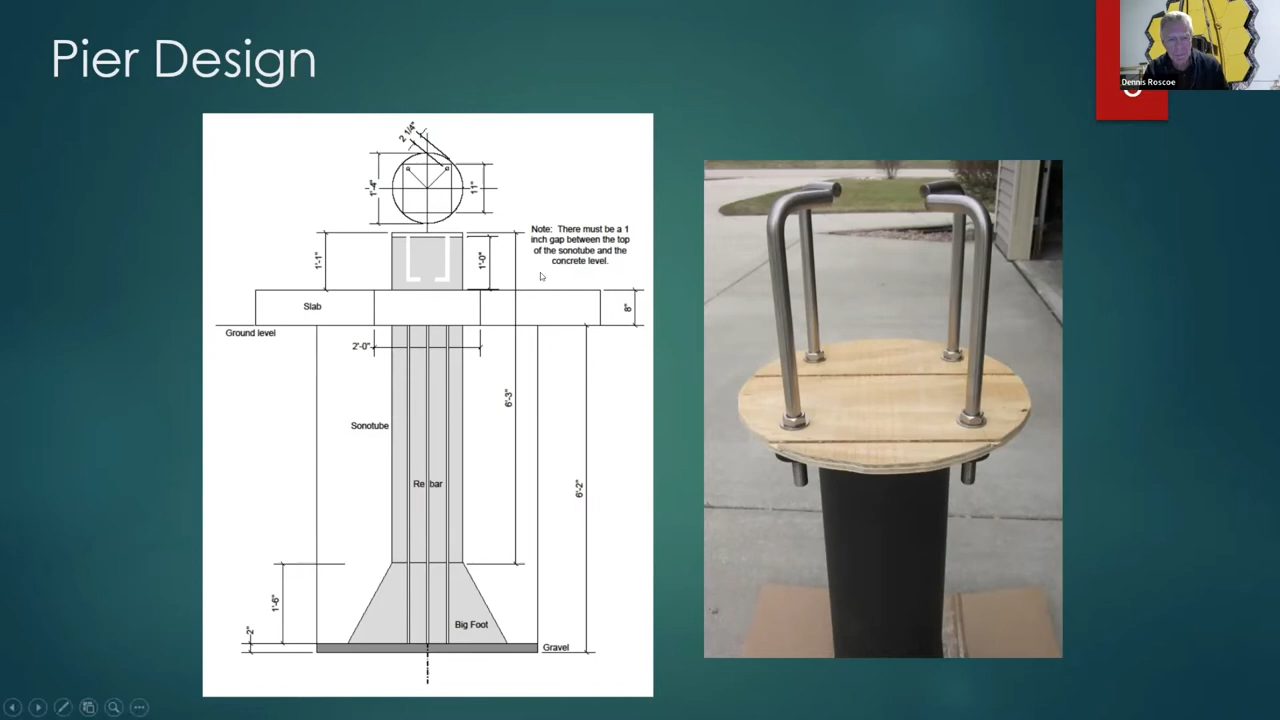 Pier Design
Dennis Roscoe
2 1/4"
1'-4"
11"
Note: There must be a 1
inch gap between the top
of the sonotube and the
concrete level.
1'-1"
1'-0"
Slab
8"
Ground level
2'-0"
6'-3"
Sonotube
Rebar
6'-2"
1'-6"
Big Foot
2"
Gravel